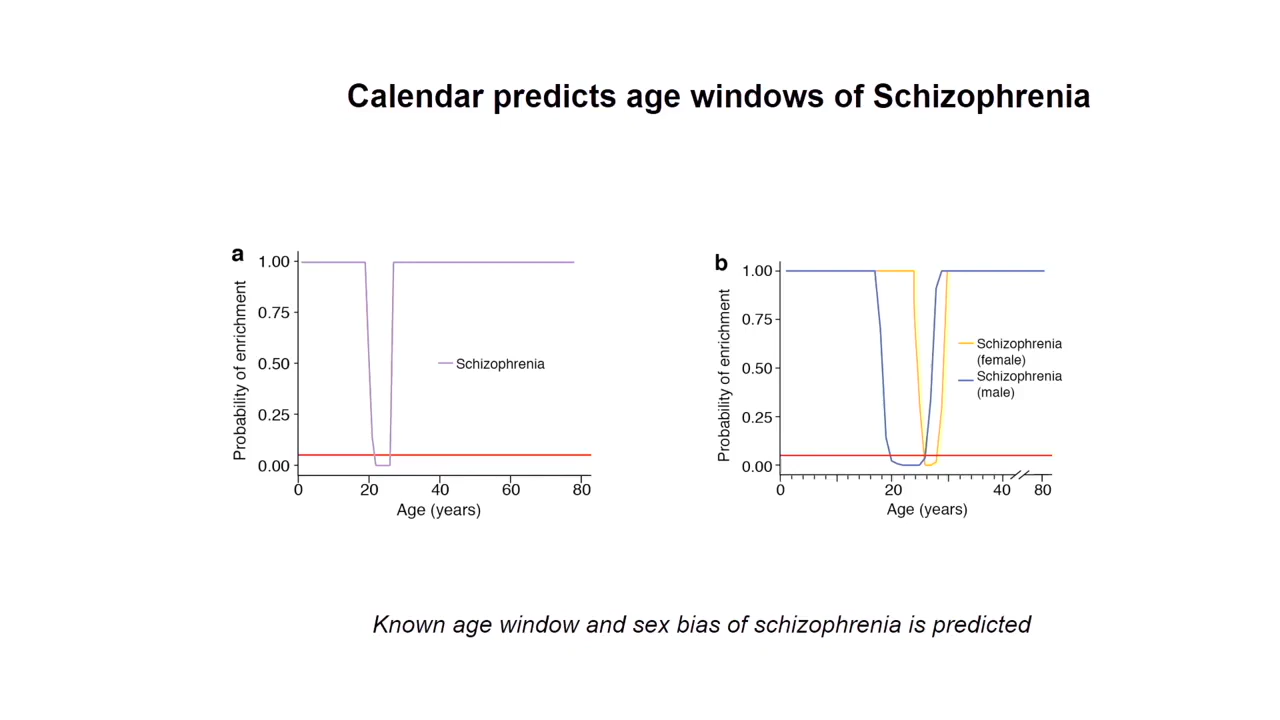 Calendar predicts age windows of Schizophrenia
a
1.00
0.75
0.50
0.25
0.00
Probability of enrichment
Schizophrenia
0 20 40 60 80
Age (years)
b
1.00
0.75
0.50
0.25
0.00
Probability of enrichment
Schizophrenia
(female)
Schizophrenia
(male)
0 20 40 80
Age (years)
Known age window and sex bias of schizophrenia is predicted